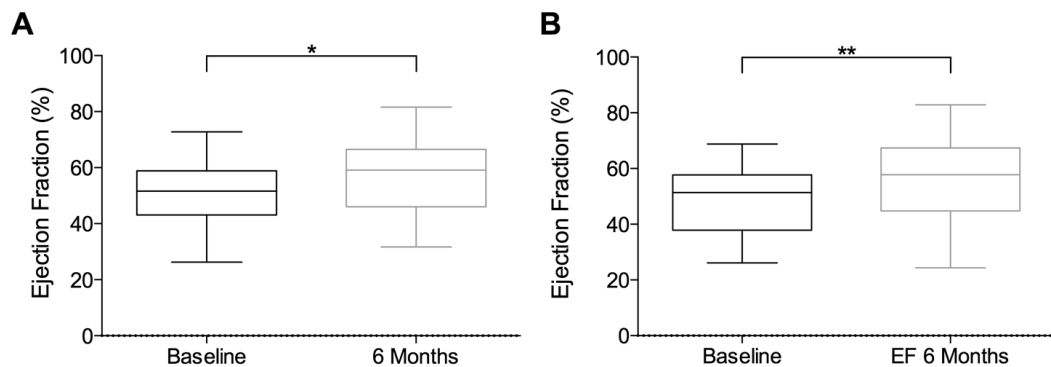 A
*
Ejection Fraction (%)
100
80
60
40
20
0
Baseline 6 Months
B
**
Ejection Fraction (%)
100
80
60
40
20
0
Baseline EF 6 Months